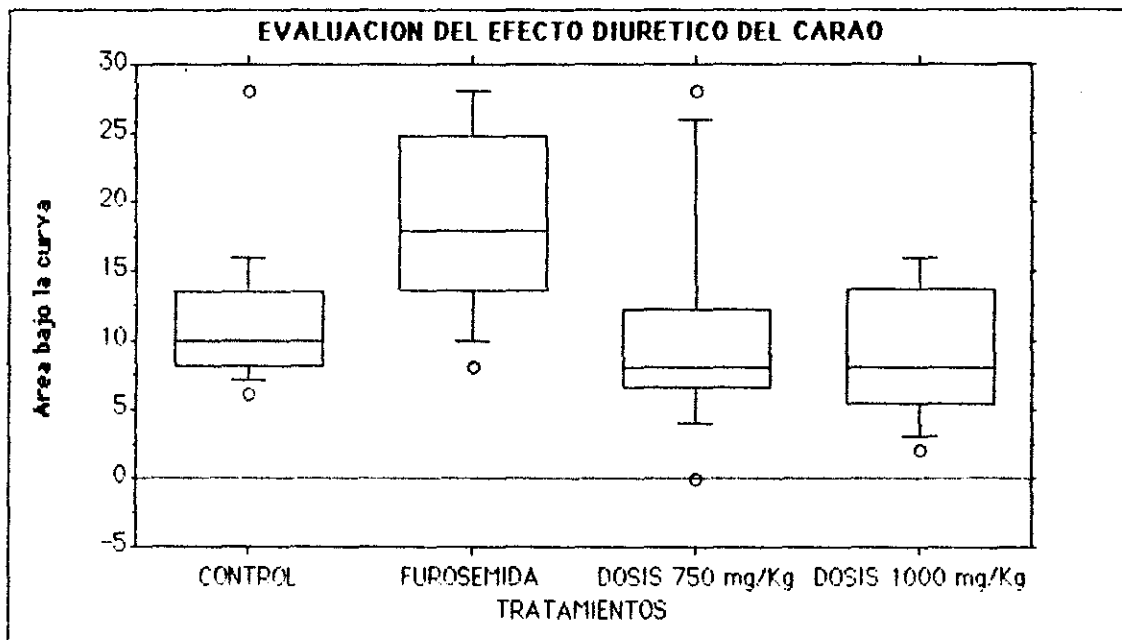 EVALUACION DEL EFECTO DIURETICO DEL CARAO
30
25
20
15
10
5
0
-5
Area bajo la curva
CONTROL FUROSEMIDA DOSIS 750 mg/Kg DOSIS 1000 mg/Kg
TRATAMIENTOS